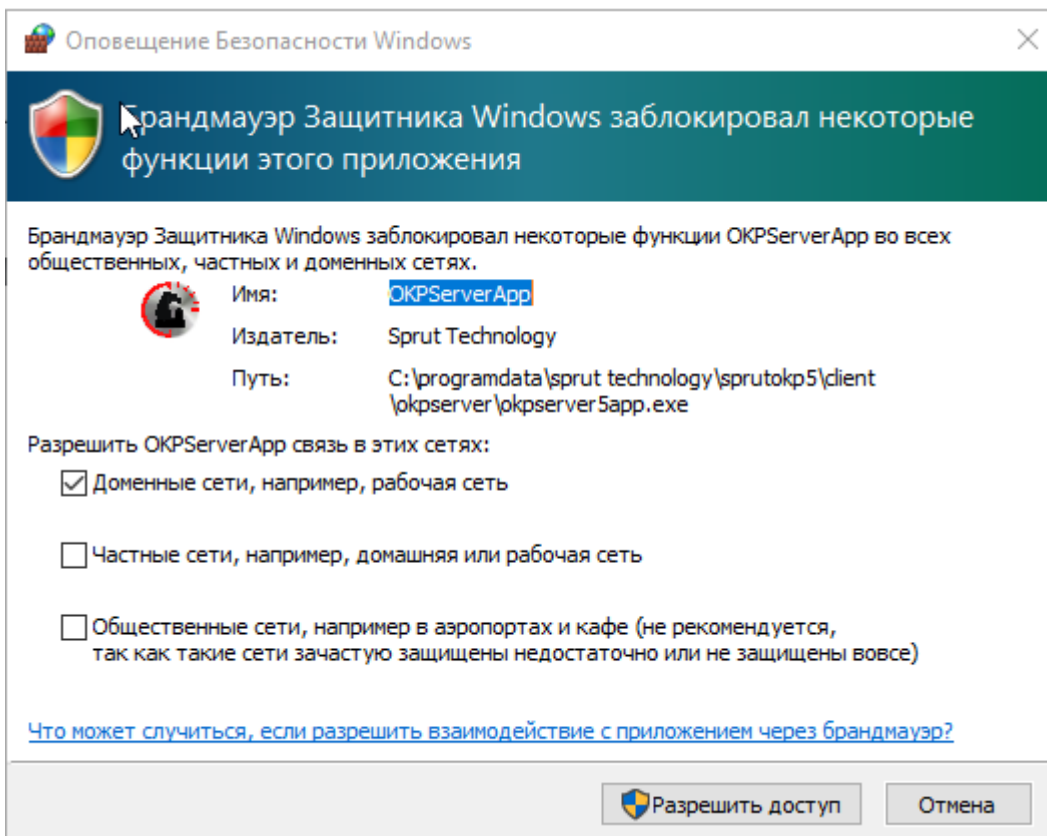 Оповещение Безопасности Windows
Брандмауэр Защитника Windows заблокировал некоторые
функции этого приложения
Брандмауэр Защитника Windows заблокировал некоторые функции OKPServerApp во всех
общественных, частных и доменных сетях.
Имя: OKPServerApp
Издатель: Sprut Technology
Путь: C:\programdata\sprut technology\sprutokp5\client
\okpserver\okpserver5app.exe
Разрешить OKPServerApp связь в этих сетях:
Доменные сети, например, рабочая сеть
Частные сети, например, домашняя или рабочая сеть
Общественные сети, например в аэропортах и кафе (не рекомендуется,
так как такие сети зачастую защищены недостаточно или не защищены вовсе)
Что может случиться, если разрешить взаимодействие с приложением через брандмауэр?
Разрешить доступ Отмена